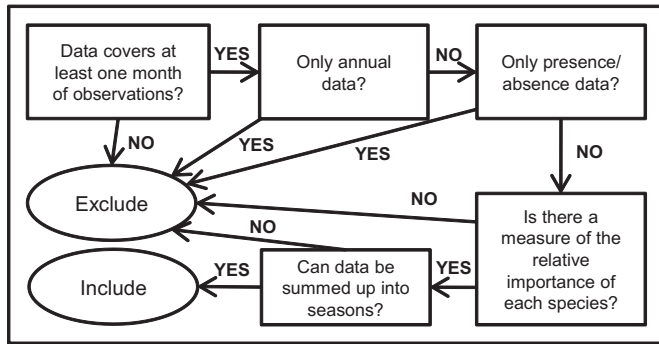 Data covers at
least one month
of observations?
YES
Only annual
data?
NO
Only presence/
absence data?
NO
YES
YES
NO
Exclude
NO
Is there a
measure of the
relative
importance of
each species?
NO
YES
Can data be
summed up into
seasons?
YES
Include